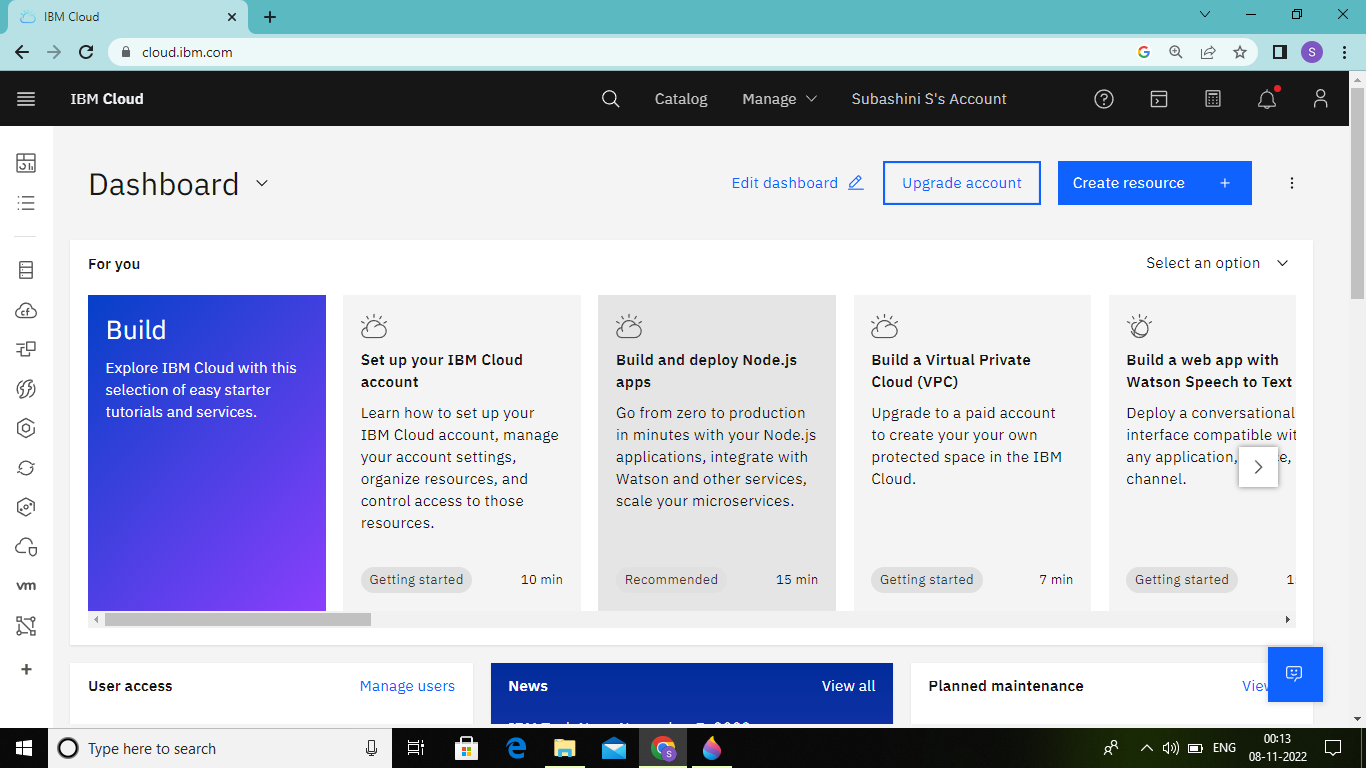 IBM Cloud
cloud.ibm.com
S
IBM Cloud
Catalog
Manage
Subashini S's Account
Dashboard
Edit dashboard
Upgrade account
Create resource +
For you
Select an option
Build
Explore IBM Cloud with this
selection of easy starter
tutorials and services.
Set up your IBM Cloud
account
Learn how to set up your
IBM Cloud account, manage
your account settings,
organize resources, and
control access to those
resources.
Getting started
10 min
Build and deploy Node.js
apps
Go from zero to production
in minutes with your Node.js
applications, integrate with
Watson and other services,
scale your microservices.
Recommended
15 min
Build a Virtual Private
Cloud (VPC)
Upgrade to a paid account
to create your your own
protected space in the IBM
Cloud.
Getting started
7 min
Build a web app with
Watson Speech to Text
Deploy a conversational
interface compatible wit
any application,
channel.
Getting started
cf
vm
User access
Manage users
News
View all
Planned maintenance
View
Type here to search
S
ENG
00:13
08-11-2022